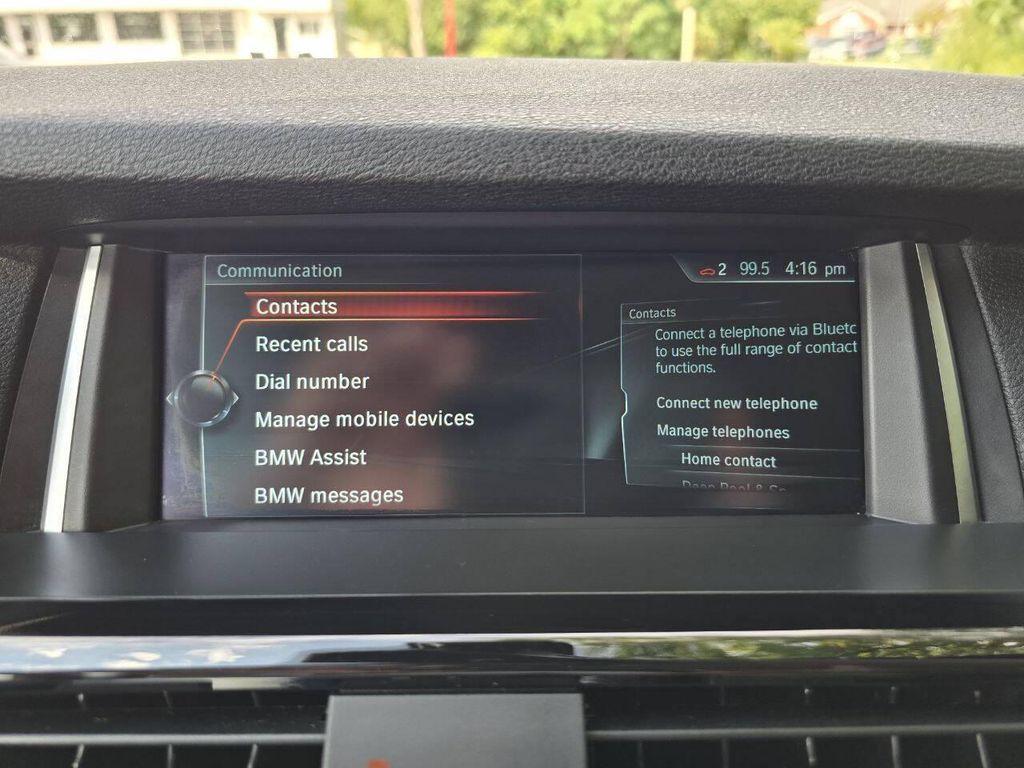 Communication
2 99.5 4:16 pm
Contacts
Recent calls
Dial number
Manage mobile devices
BMW Assist
BMW messages
Contacts
Connect a telephone via Bluetc
to use the full range of contact
functions.
Connect new telephone
Manage telephones
Home contact